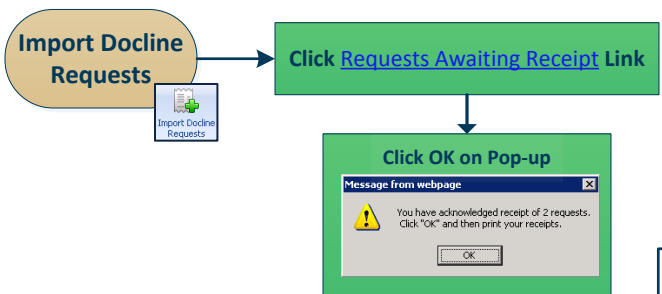 Import Docline
Requests
Import Docline
Requests
Click Requests Awaiting Receipt Link
Click OK on Pop-up
Message from webpage
You have acknowledged receipt of 2 requests.
Click "OK" and then print your receipts.
OK